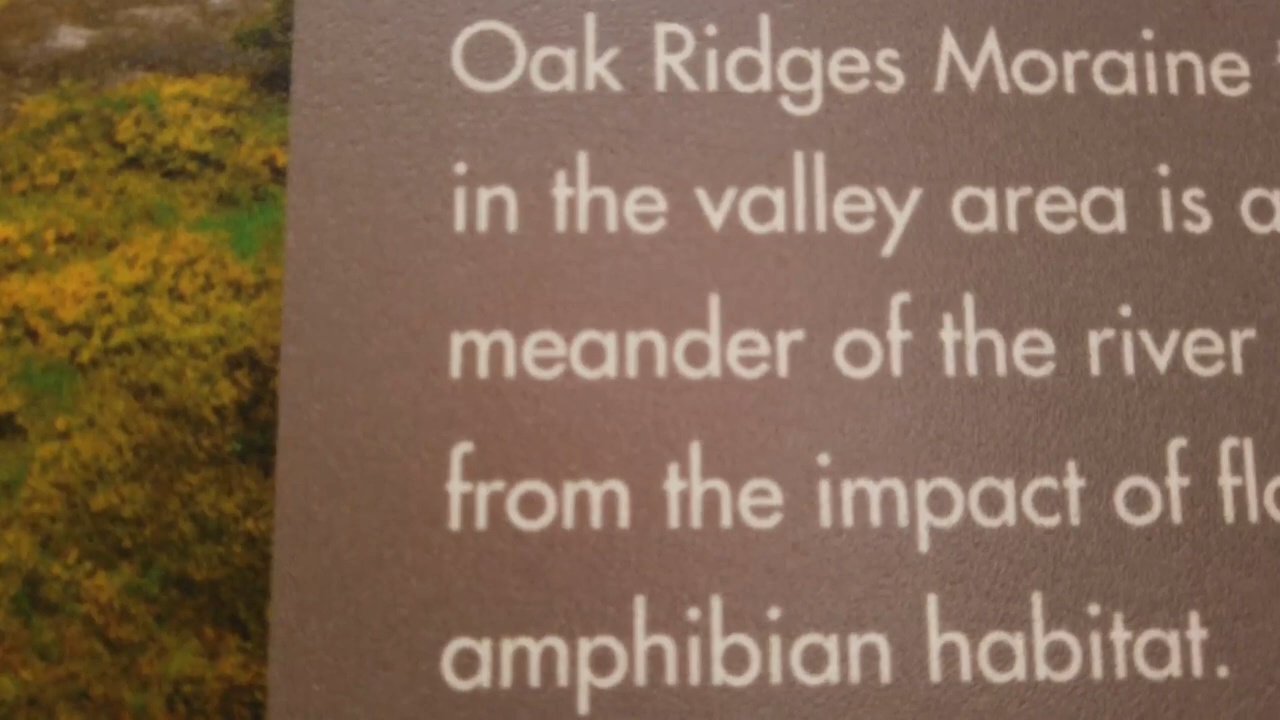 Oak Ridges Moraine
in the valley area is
meander of the river
from the impact of
amphibian habitat.